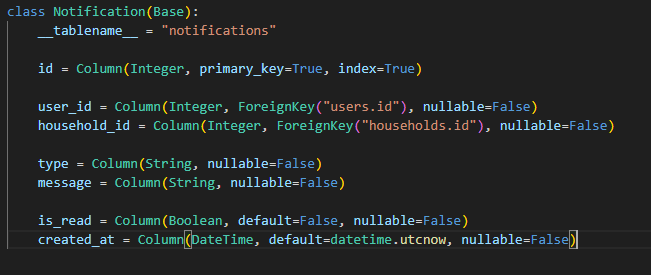 class Notification(Base):
    __tablename__ = "notifications"
    id = Column(Integer, primary_key=True, index=True)
    user_id = Column(Integer, ForeignKey("users.id"), nullable=False)
    household_id = Column(Integer, ForeignKey("households.id"), nullable=False)
    type = Column(String, nullable=False)
    message = Column(String, nullable=False)
    is_read = Column(Boolean, default=False, nullable=False)
    created_at = Column(DateTime, default=datetime.utcnow, nullable=False)